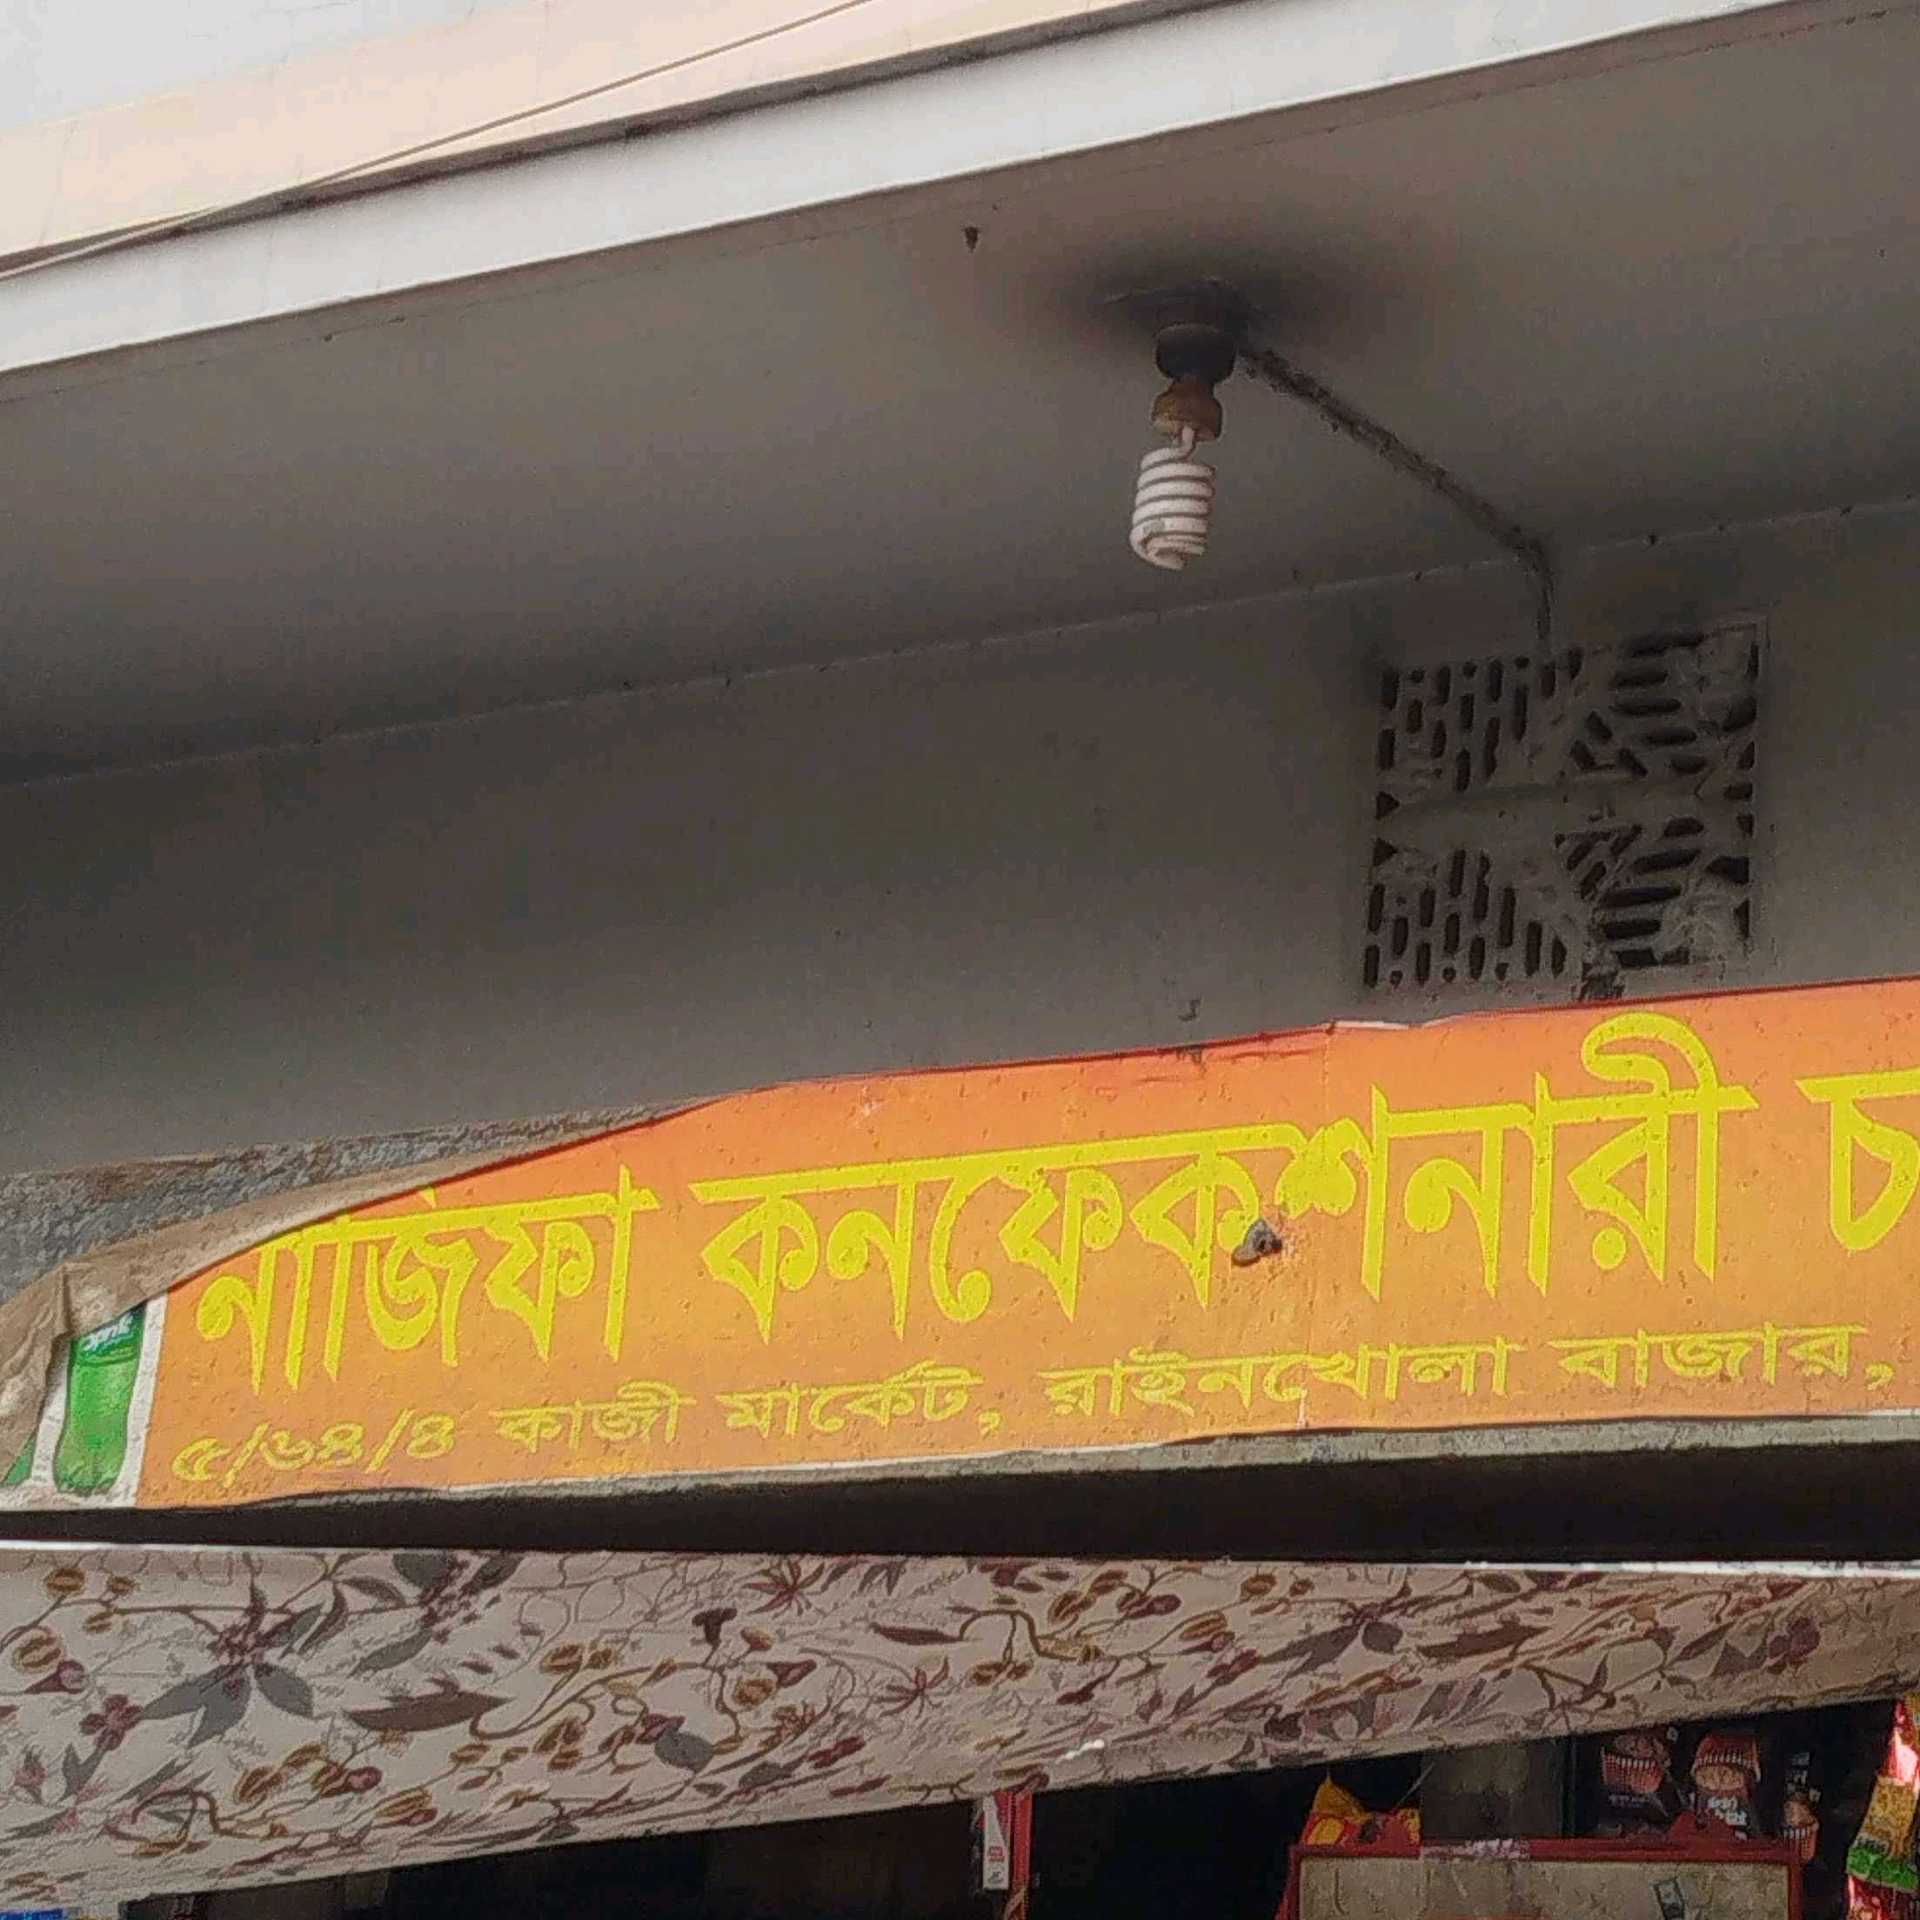 নাজিফা কনফেকশনারী চ
৫/৬৪/৪ কাজী মার্কেট, রাইনখোলা বাজার,